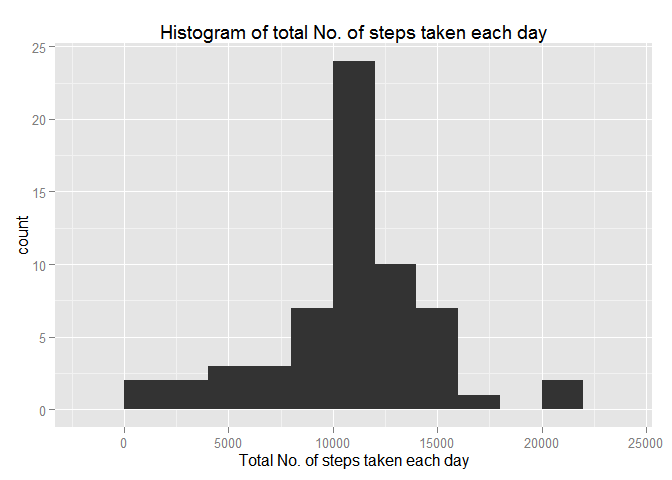 Histogram of total No. of steps taken each day
25
20
15
10
5
0
count
0 5000 10000 15000 20000 25000
Total No. of steps taken each day